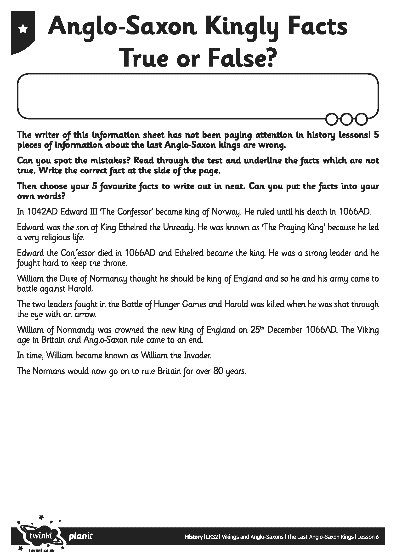 Anglo-Saxon Kingly Facts
True or False?
The writer of this information sheet has not been paying attention in history lessons! 5
pieces of information about the last Anglo-Saxon kings are wrong.
Can you spot the mistakes? Read through the test and underline the facts which are not
true. Write the correct fact at the side of the page.
Then choose your 5 favourite facts to write out in neat. Can you put the facts into your
own words?
In 1042AD Edward III 'The Confessor' became king of Norway. He ruled until his death in 1066AD.
Edward was the son of King Ethelred the Unready. He was known as 'The Praying King' because he led
a very religious life.
Edward the Confessor died in 1066AD and Ethelred became the king. He was a strong leader and he
fought hard to keep the throne.
William the Duke of Normandy thought he should be king of England and so he and his army came to
battle against Harold.
The two leaders fought in the Battle of Hunger Games and Harold was killed when he was shot through
the eye with an arrow.
William of Normandy was crowned the new king of England on 25th December 1066AD. The Viking
age in Britain and Anglo-Saxon rule came to an end.
In time, William became known as William the Invader.
The Normans would now go on to rule Britain for over 80 years.
twinkl planit
History | LKS2 | Vikings and Anglo-Saxons | The Last Anglo-Saxon Kings | Lesson 6